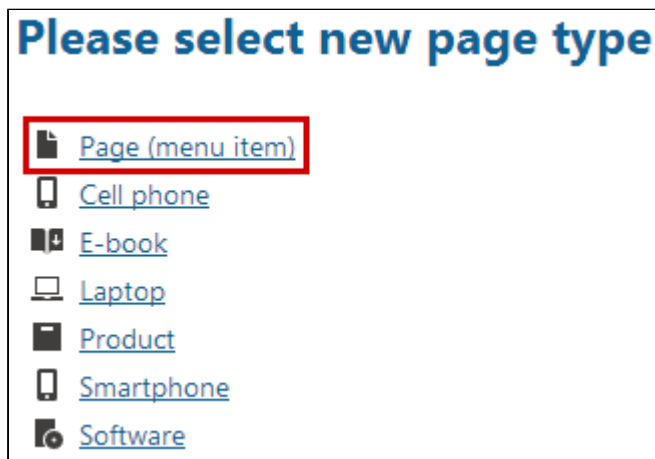 Please select new page type
Page (menu item)
Cell phone
E-book
Laptop
Product
Smartphone
Software